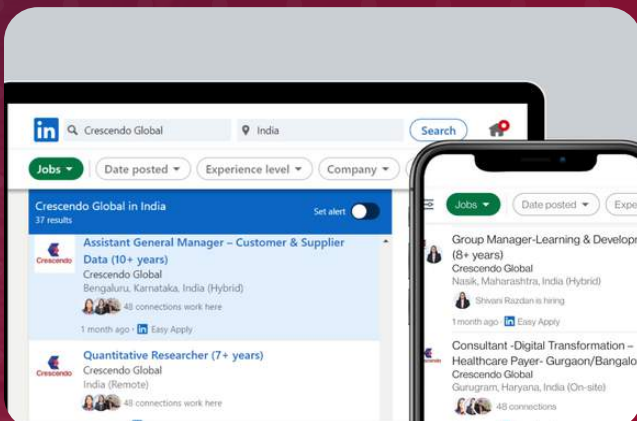 in
Crescendo Global
India
Search
Jobs
Date posted
Experience level
Company
Crescendo Global in India
37 results
Set alert
Crescendo
Assistant General Manager – Customer & Supplier
Data (10+ years)
Crescendo Global
Bengaluru, Karnataka, India (Hybrid)
48 connections work here
1 month ago · in Easy Apply
Crescendo
Quantitative Researcher (7+ years)
Crescendo Global
India (Remote)
48 connections work here
Jobs
Date posted
Group Manager-Learning &
(8+ years)
Crescendo Global
Nasik, Maharashtra, India (Hybrid)
Shivani Razdan is hiring
1 month ago · in Easy Apply
Consultant -Digital Transformation –
Healthcare Payer- Gurgaon/
Crescendo Global
Gurugram, Haryana, India (On-site)
48 connections